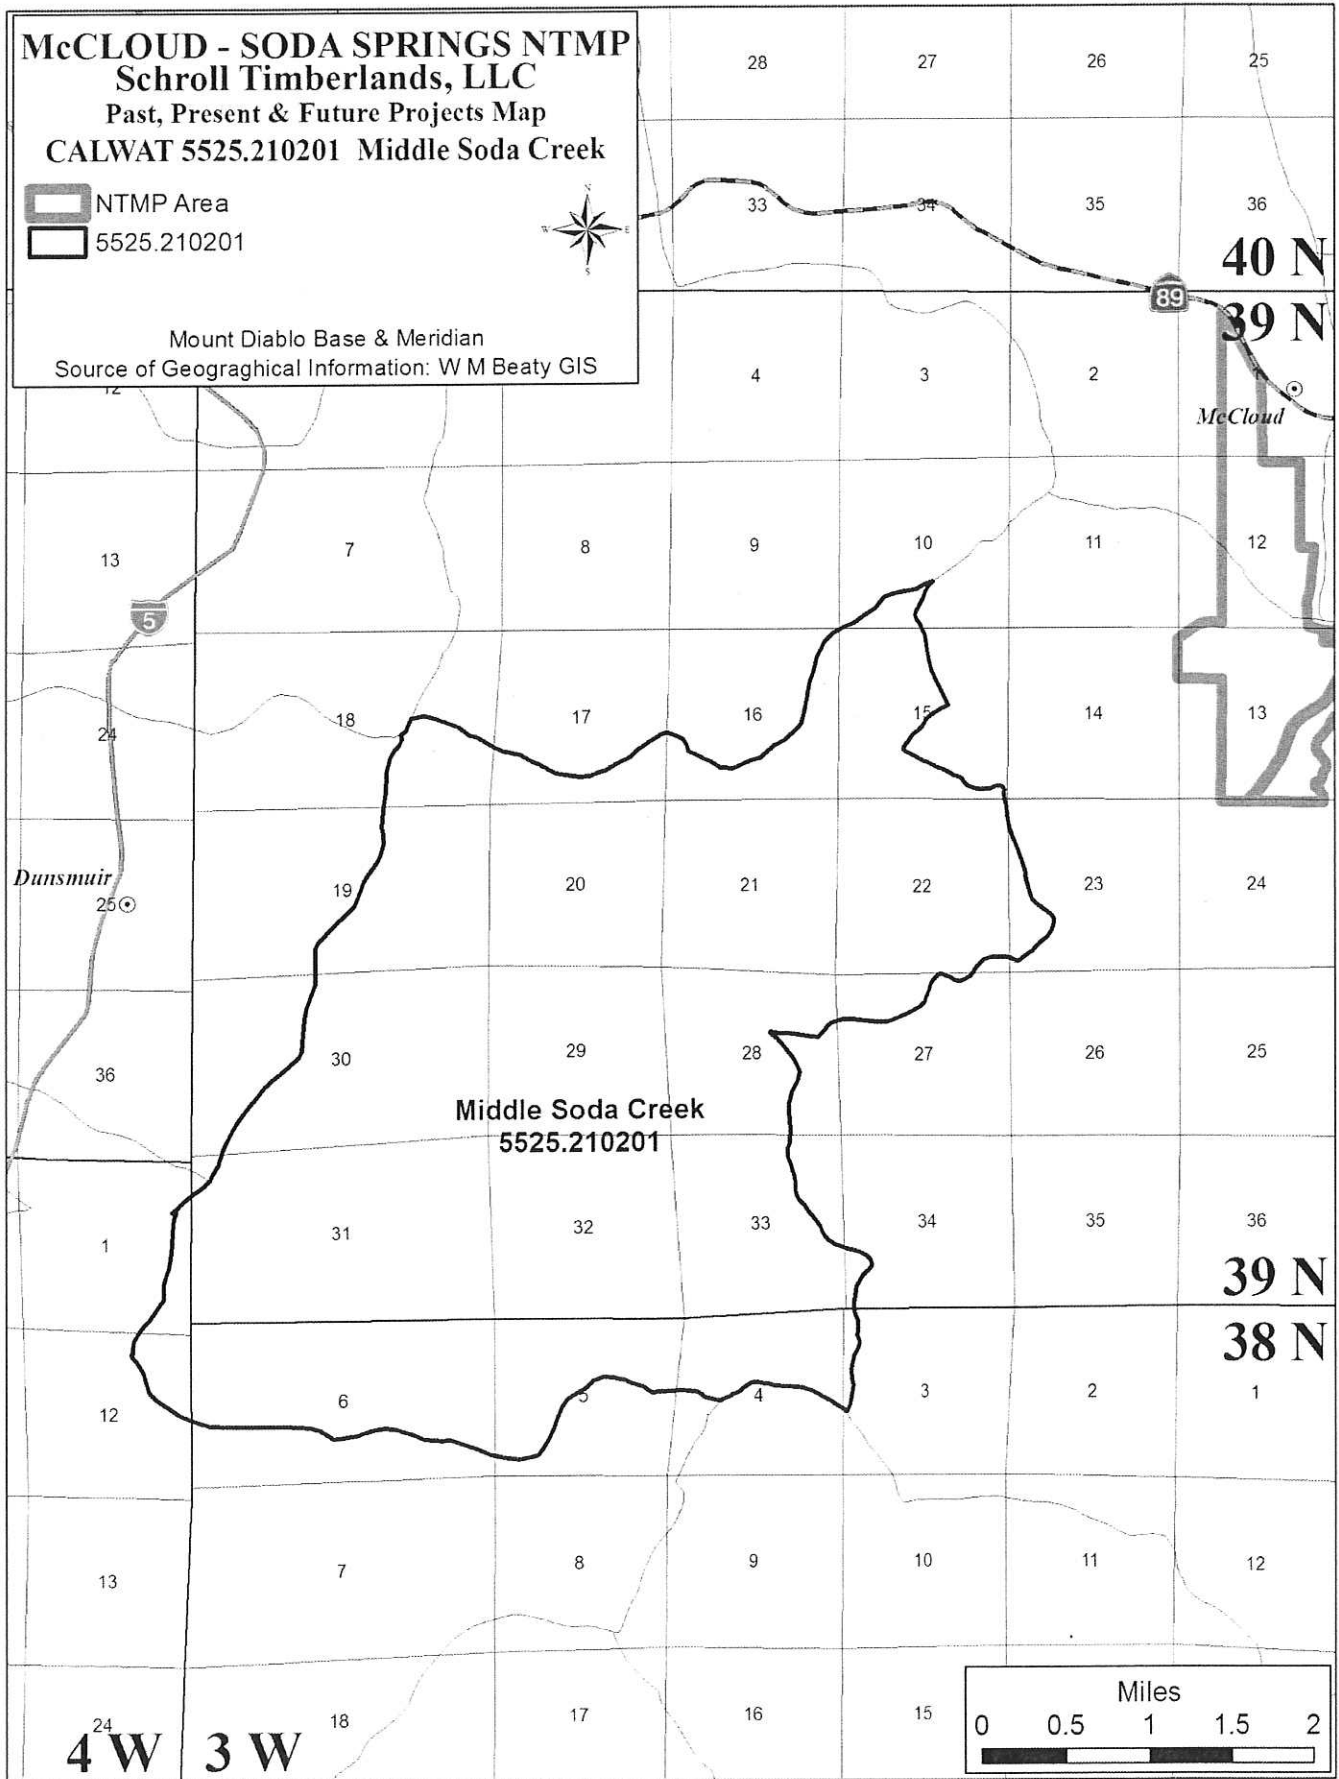 McCLOUD - SODA SPRINGS NTMP
Schroll Timberlands, LLC
Past, Present & Future Projects Map
CALWAT 5525.210201 Middle Soda Creek
NTMP Area
5525.210201
N
W E
S
Mount Diablo Base & Meridian
Source of Geograghical Information: W M Beaty GIS
28 27 26 25
33 34 35 36
40 N
89
39 N
12 4 3 2 1
McCloud
13 7 8 9 10 11 12
5
24 18 17 16 15 14 13
Dunsmuir
25 19 20 21 22 23 24
36 30 29 28 27 26 25
Middle Soda Creek
5525.210201
1 31 32 33 34 35 36
39 N
38 N
12 6 5 4 3 2 1
13 7 8 9 10 11 12
24 18 17 16 15
4 W 3 W
Miles
0 0.5 1 1.5 2